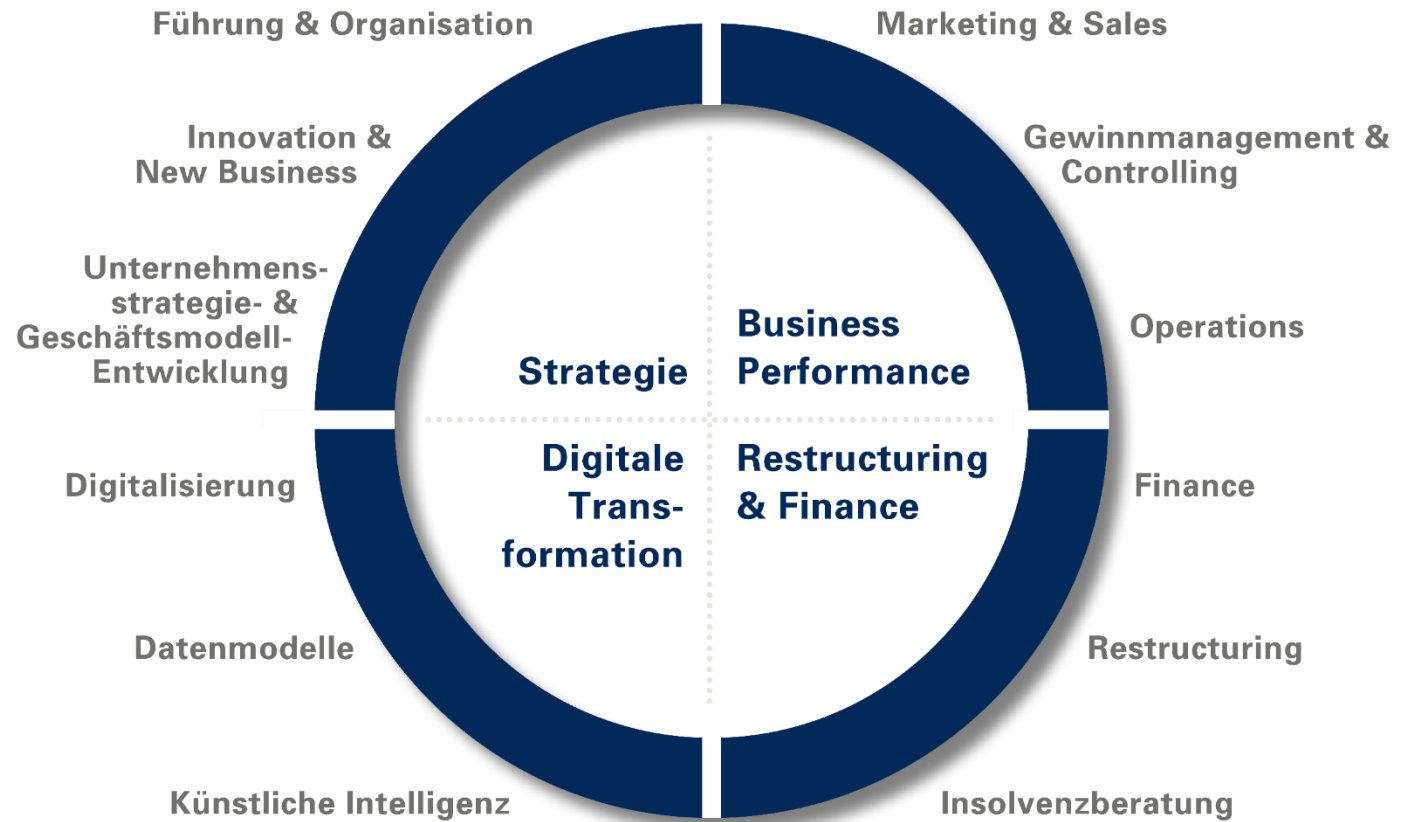 Führung & Organisation
Innovation &
New Business
Unternehmens-
strategie- &
Geschäftsmodell-
Entwicklung
Strategie
Marketing & Sales
Gewinnmanagement &
Controlling
Operations
Business
Performance
Digitalisierung
Datenmodelle
Künstliche Intelligenz
Digitale
Trans-
formation
Restructuring
& Finance
Finance
Restructuring
Insolvenzberatung